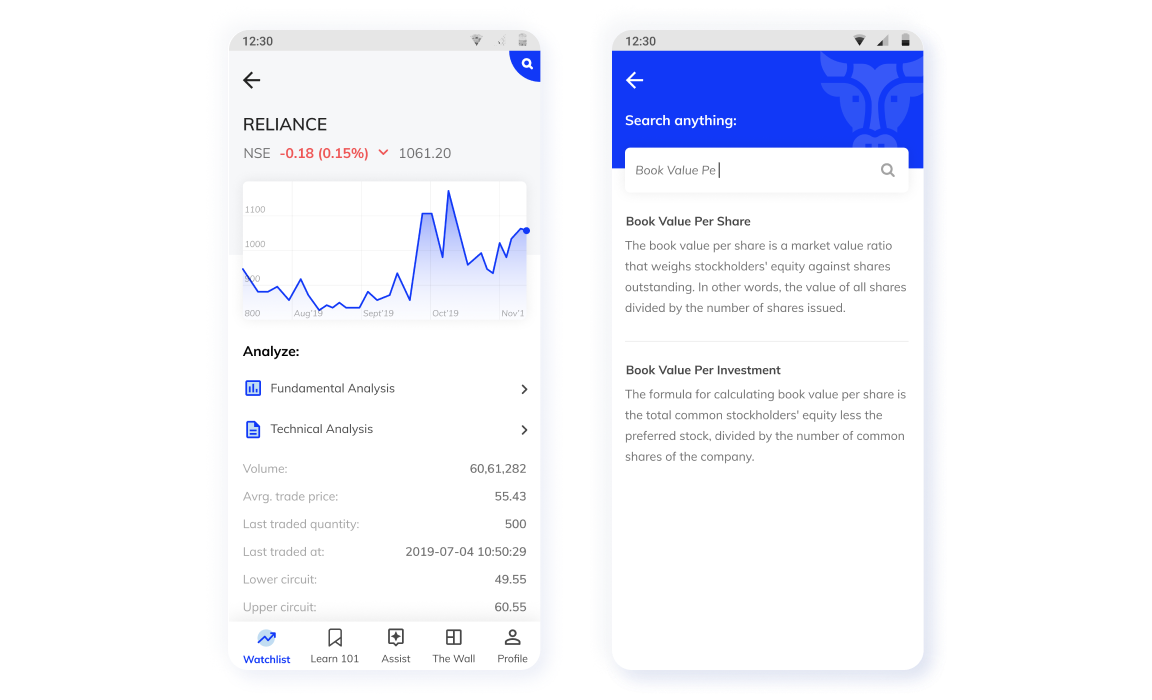 12:30
RELIANCE
NSE -0.18 (0.15%) 1061.20
1100
1000
900
800 Aug'19 Sept'19 Oct'19 Nov'1
Analyze:
Fundamental Analysis
Technical Analysis
Volume: 60,61,282
Avrg. trade price: 55.43
Last traded quantity: 500
Last traded at: 2019-07-04 10:50:29
Lower circuit: 49.55
Upper circuit: 60.55
Watchlist Learn 101 Assist The Wall Profile
12:30
Search anything:
Book Value Pe
Book Value Per Share
The book value per share is a market value ratio
that weighs stockholders' equity against shares
outstanding. In other words, the value of all shares
divided by the number of shares issued.
Book Value Per Investment
The formula for calculating book value per share is
the total common stockholders' equity less the
preferred stock, divided by the number of common
shares of the company.